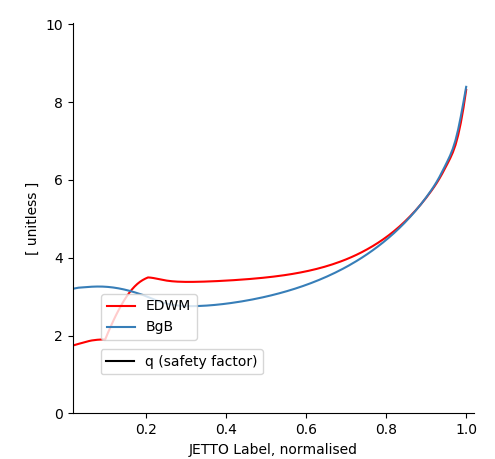 10
8
6
4
2
0
[ unitless ]
EDWM
BgB
q (safety factor)
0.2 0.4 0.6 0.8 1.0
JETTO Label, normalised